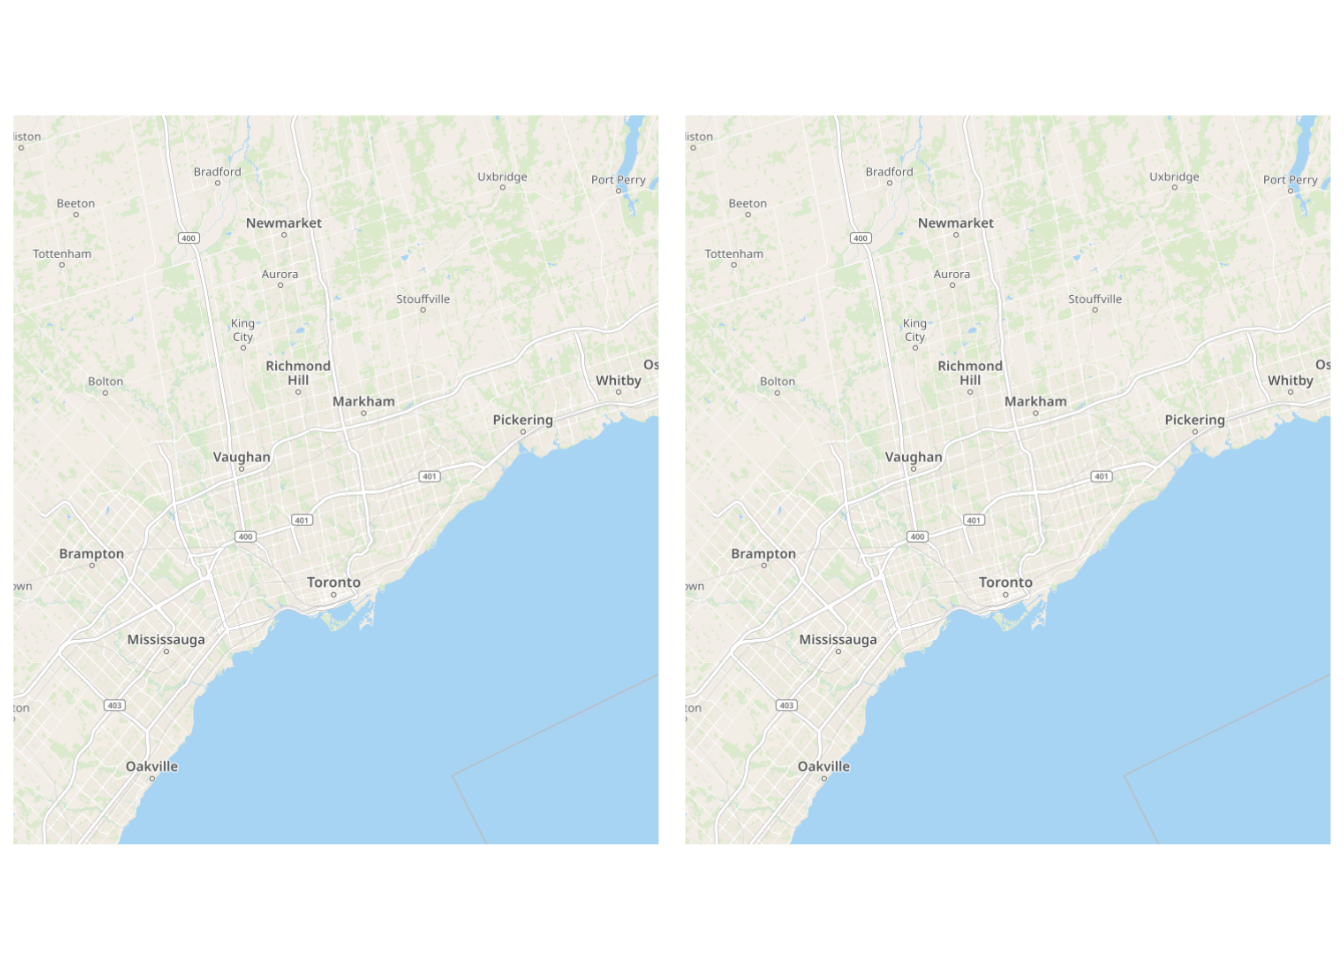 iston
Bradford
Uxbridge
Port Perry
Beeton
Newmarket
400
Tottenham
Aurora
Stouffville
King
City
Richmond
Hill
Os
Whitby
Bolton
Markham
Pickering
Vaughan
401
401
400
Brampton
Toronto
own
Mississauga
403
ton
Oakville
iston
Bradford
Uxbridge
Port Perry
Beeton
Newmarket
400
Tottenham
Aurora
Stouffville
King
City
Richmond
Hill
Os
Whitby
Bolton
Markham
Pickering
Vaughan
401
401
400
Brampton
Toronto
own
Mississauga
403
ton
Oakville